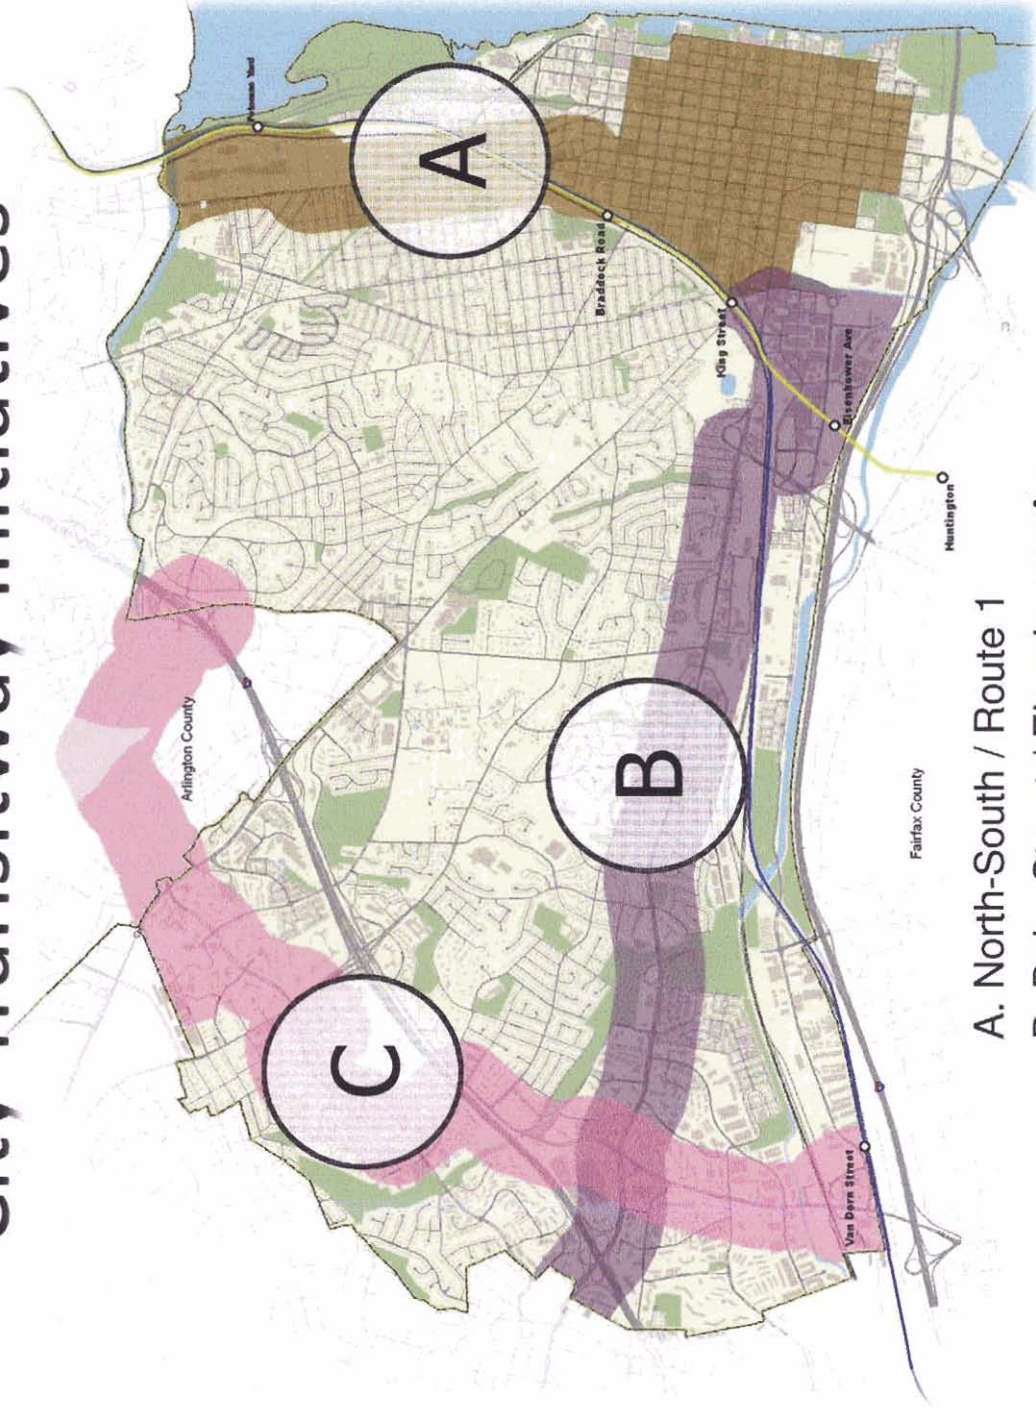 City Transitway Initiatives
Potomac Yard
A
Braddock Road
King Street
Eisenhower Ave
Huntington
Arlington County
B
Fairfax County
C
Van Dorn Street
A. North-South / Route 1